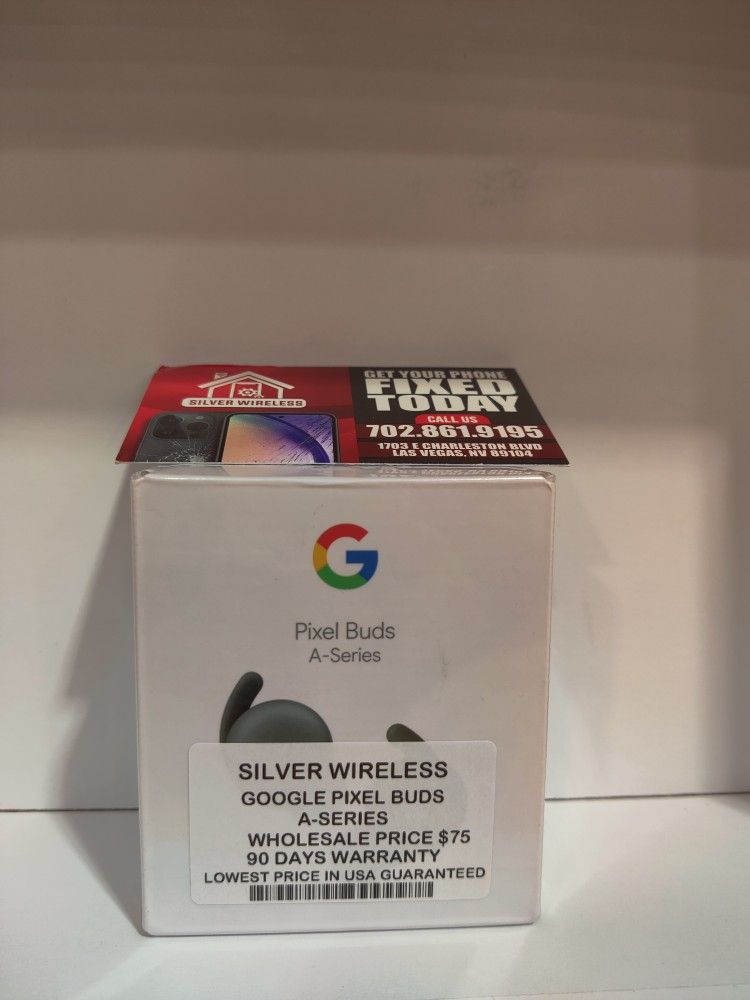 SILVER WIRELESS
GET YOUR PHONE
FIXED
TODAY
CALL US
702.861.9195
1703 E CHARLESTON BLVD
LAS VEGAS, NV 89104
G
Pixel Buds
A-Series
SILVER WIRELESS
GOOGLE PIXEL BUDS
A-SERIES
WHOLESALE PRICE $75
90 DAYS WARRANTY
LOWEST PRICE IN USA GUARANTEED